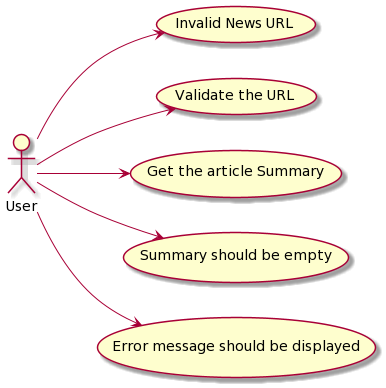 Invalid News URL
Validate the URL
Get the article Summary
User
Summary should be empty
Error message should be displayed